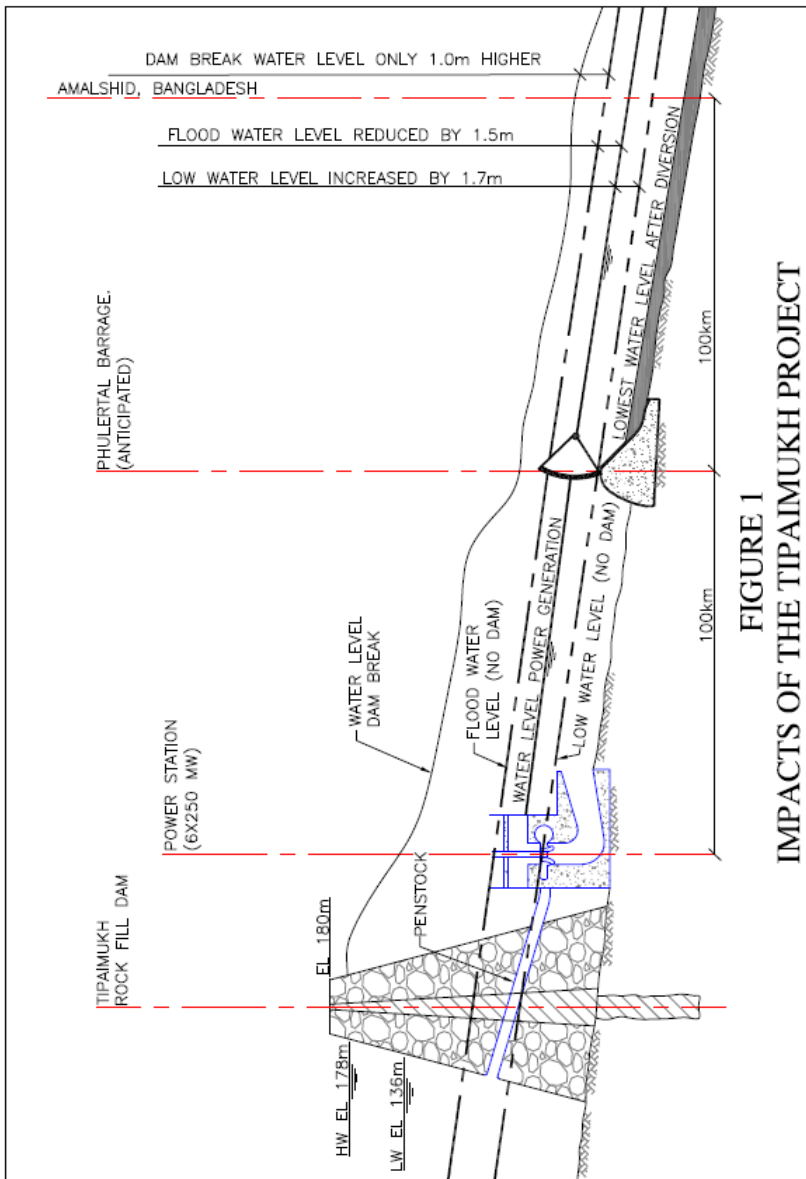 DAM BREAK WATER LEVEL ONLY 1.0m HIGHER
AMALSHID, BANGLADESH
FLOOD WATER LEVEL REDUCED BY 1.5m
LOW WATER LEVEL INCREASED BY 1.7m
LOWEST WATER LEVEL AFTER DIVERSION
100km
PHULERTAL BARRAGE.
(ANTICIPATED)
WATER LEVEL
DAM BREAK
FLOOD WATER
LEVEL (NO DAM)
WATER LEVEL POWER GENERATION
LOW WATER LEVEL (NO DAM)
100km
POWER STATION
(6X250 MW)
TIPAIMUKH
ROCK FILL DAM
EL 180m
PENSTOCK
HW EL 178m
LW EL 136m
FIGURE 1
IMPACTS OF THE TIPAIMUKH PROJECT